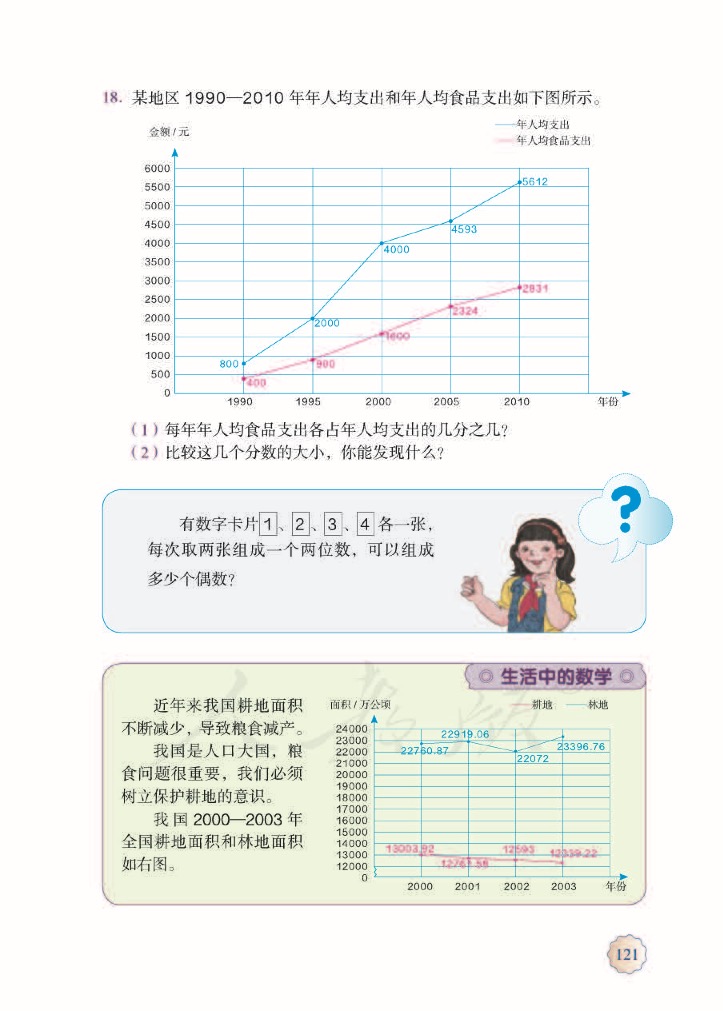 18. 某地区 1990—2010 年年人均支出和年人均食品支出如下图所示。
金额/元
年人均支出
年人均食品支出
6000
5500
5000
4500
4000
3500
3000
2500
2000
1500
1000
500
0
5612
4593
4000
2000
800
2831
2324
1600
900
400
1990 1995 2000 2005 2010 年份
(1) 每年年人均食品支出各占年人均支出的几分之几?
(2) 比较这几个分数的大小,你能发现什么?
有数字卡片 1、2、3、4 各一张,
每次取两张组成一个两位数,可以组成
多少个偶数?
?
生活中的数学
近年来我国耕地面积
不断减少,导致粮食减产。
我国是人口大国,粮
食问题很重要,我们必须
树立保护耕地的意识。
我国 2000—2003 年
全国耕地面积和林地面积
如右图。
面积/万公顷
耕地 林地
24000
23000
22000
21000
20000
19000
18000
17000
16000
15000
14000
13000
12000
0
22760.87
22919.06
22072
23396.76
13003.92
12761.58
12593
12339.22
2000 2001 2002 2003 年份
121